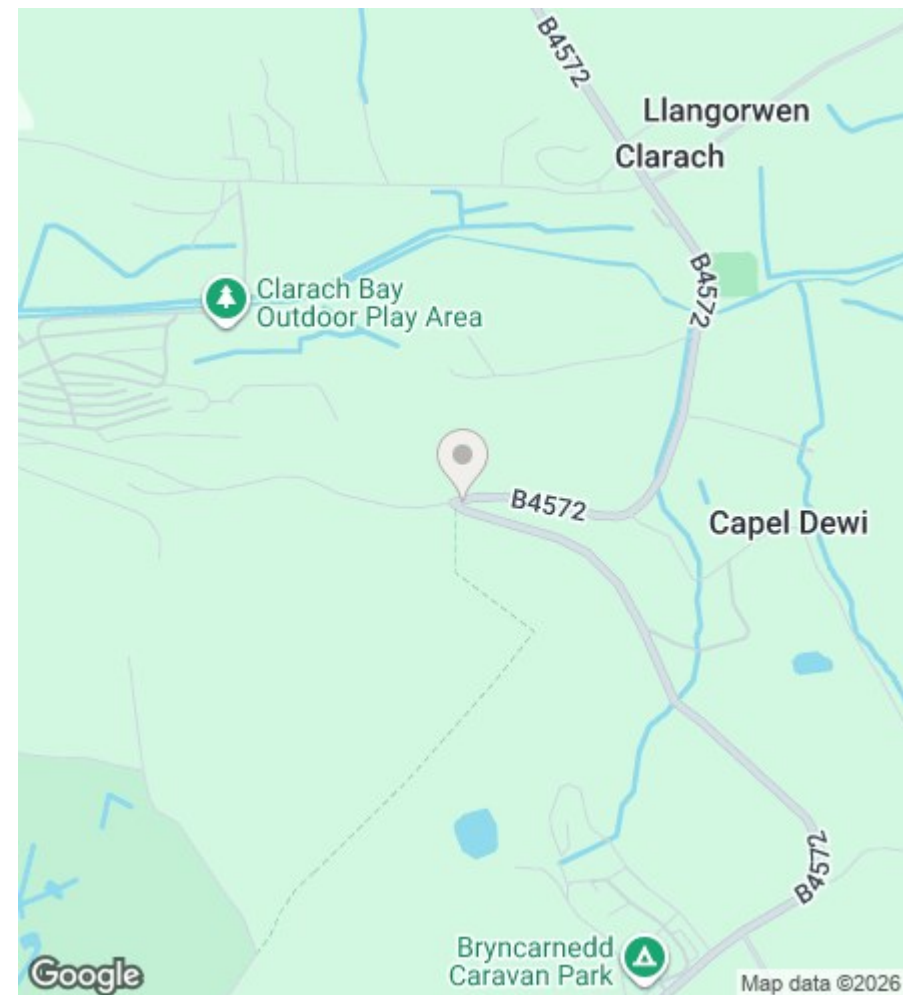 B4572
Llangorwen
Clarach
B4572
Clarach Bay
Outdoor Play Area
B4572
Capel Dewi
B4572
Bryncarnedd
Caravan Park
Google
Map data ©2026